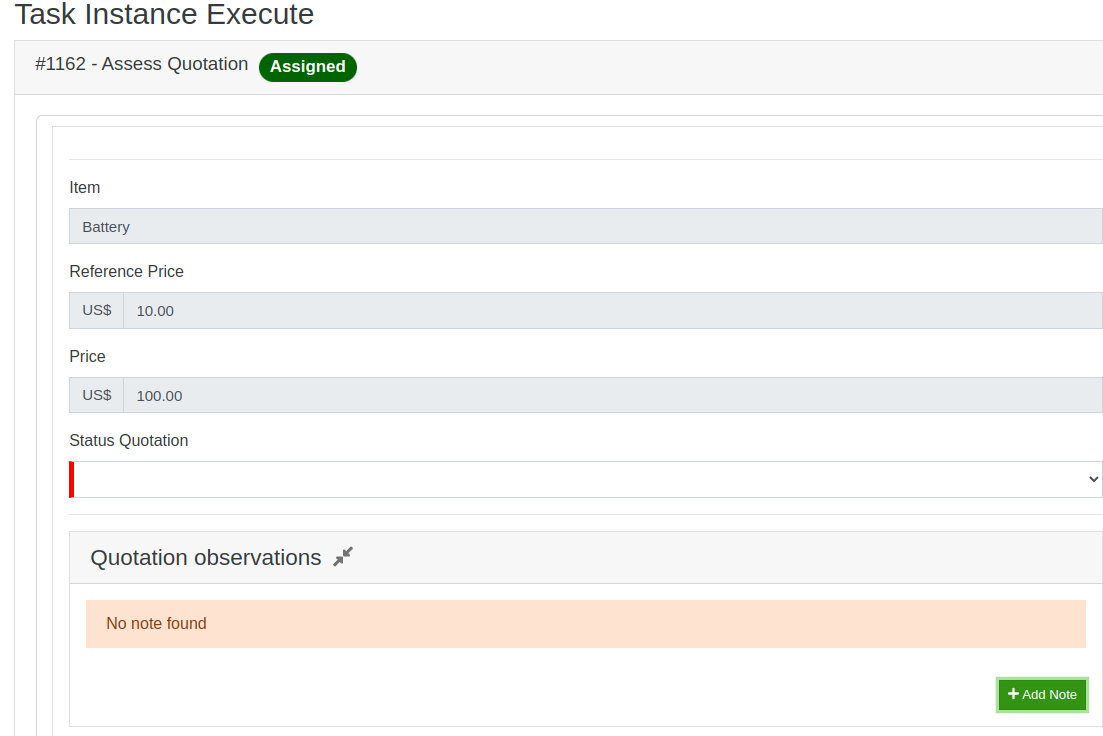 Task Instance Execute
#1162 - Assess Quotation Assigned
Item
Battery
Reference Price
US$ 10.00
Price
US$ 100.00
Status Quotation
Quotation observations
No note found
Add Note